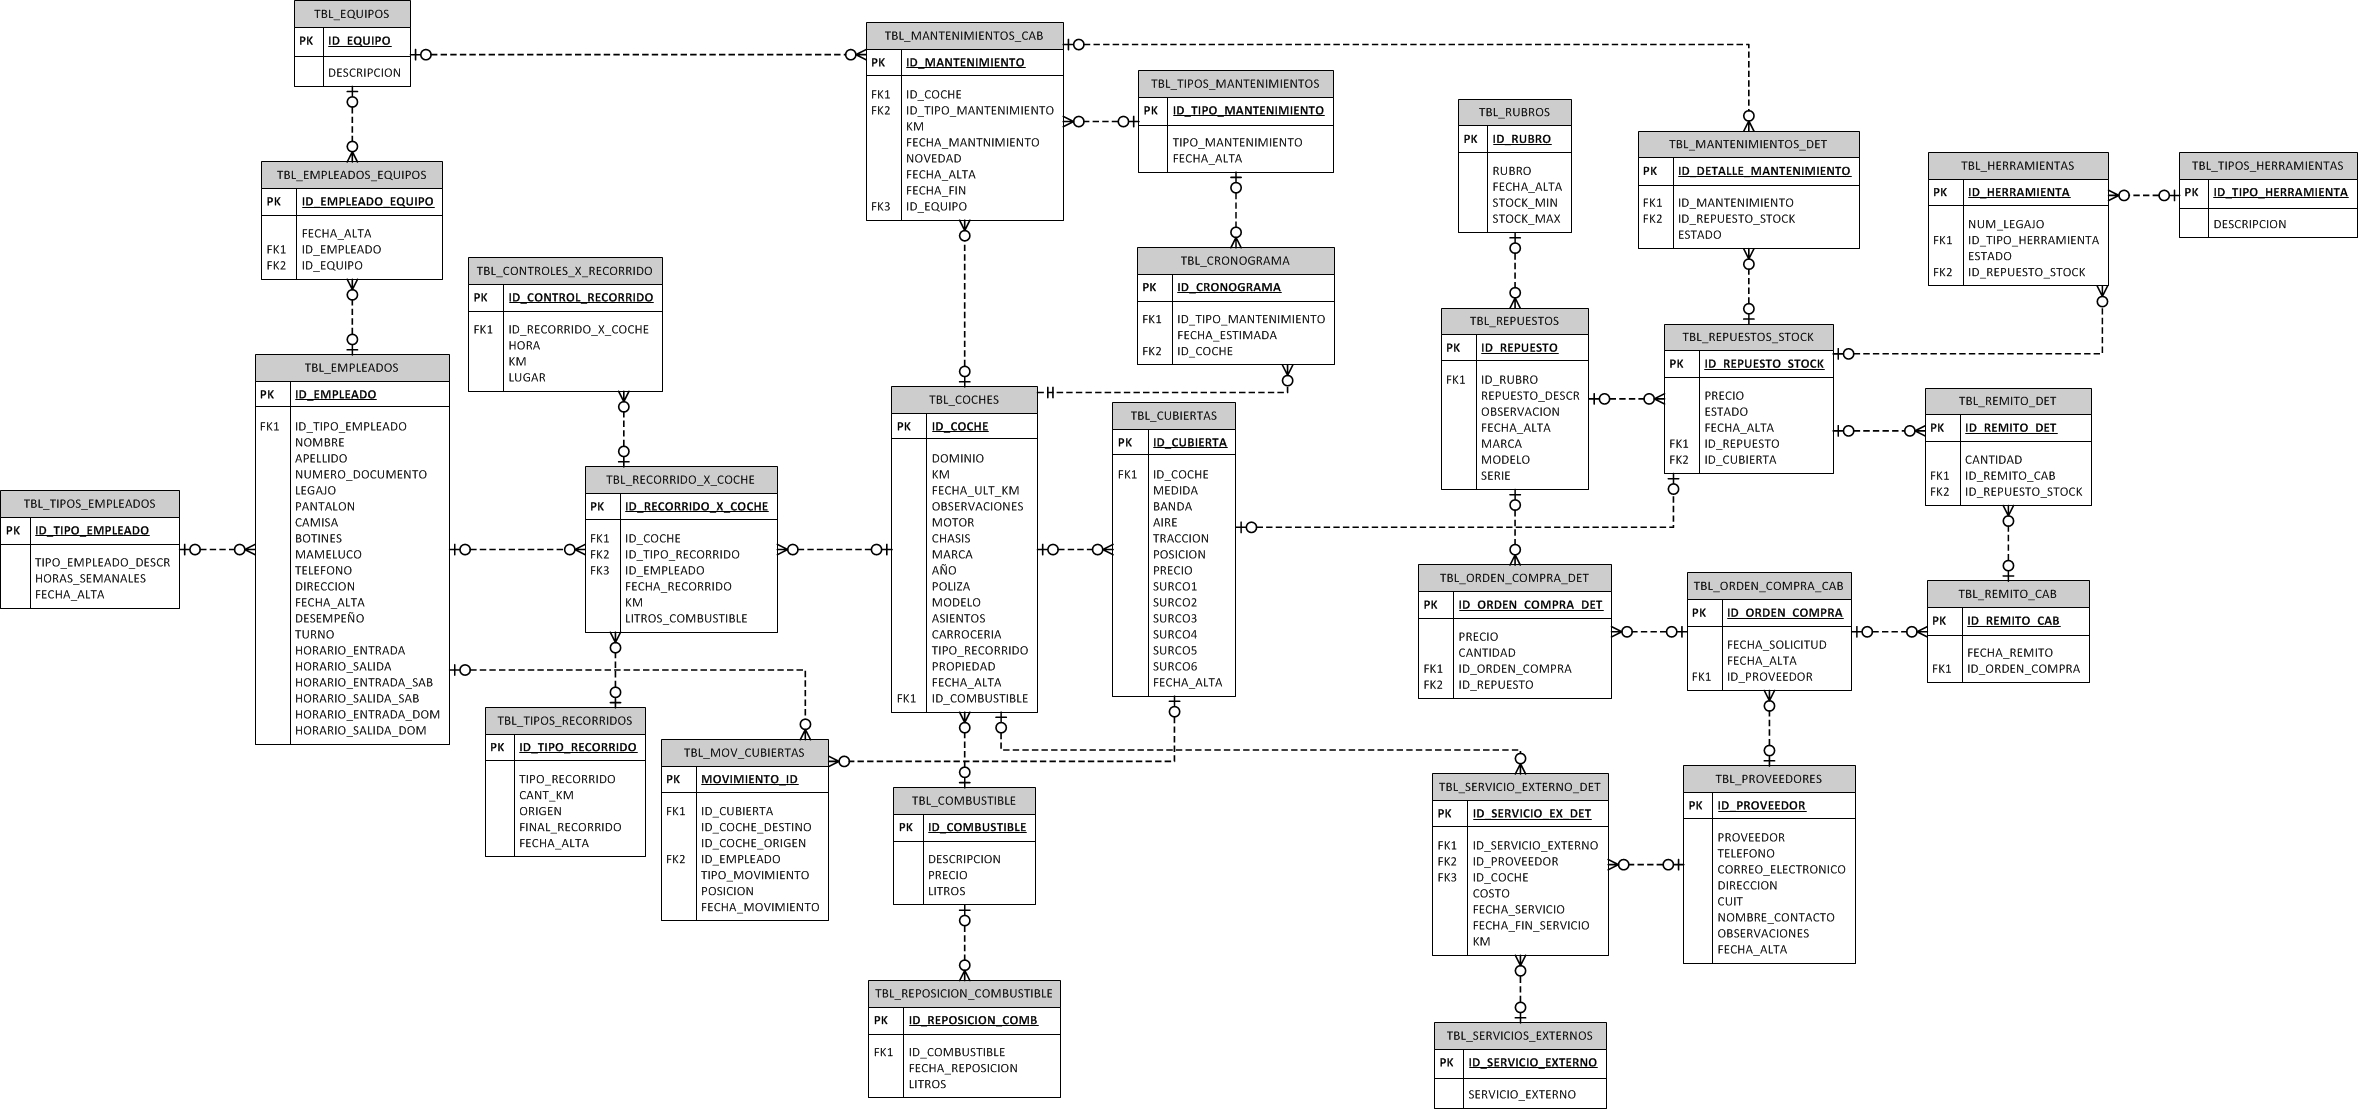 TBL_EQUIPOS
PK ID_EQUIPO
DESCRIPCION
TBL_EMPLEADOS_EQUIPOS
PK ID_EMPLEADO_EQUIPO
FECHA_ALTA
FK1 ID_EMPLEADO
FK2 ID_EQUIPO
TBL_CONTROLES_X_RECORRIDO
PK ID_CONTROL_RECORRIDO
FK1 ID_RECORRIDO_X_COCHE
HORA
KM
LUGAR
TBL_EMPLEADOS
PK ID_EMPLEADO
FK1 ID_TIPO_EMPLEADO
NOMBRE
APELLIDO
NUMERO_DOCUMENTO
LEGAJO
PANTALON
CAMISA
BOTINES
MAMELUCO
TELEFONO
DIRECCION
FECHA_ALTA
DESEMPEÑO
TURNO
HORARIO_ENTRADA
HORARIO_SALIDA
HORARIO_ENTRADA_SAB
HORARIO_SALIDA_SAB
HORARIO_ENTRADA_DOM
HORARIO_SALIDA_DOM
TBL_TIPOS_EMPLEADOS
PK ID_TIPO_EMPLEADO
TIPO_EMPLEADO_DESCR
HORAS_SEMANALES
FECHA_ALTA
TBL_RECORRIDO_X_COCHE
PK ID_RECORRIDO_X_COCHE
FK1 ID_COCHE
FK2 ID_TIPO_RECORRIDO
FK3 ID_EMPLEADO
FECHA_RECORRIDO
KM
LITROS_COMBUSTIBLE
TBL_TIPOS_RECORRIDOS
PK ID_TIPO_RECORRIDO
TIPO_RECORRIDO
CANT_KM
ORIGEN
FINAL_RECORRIDO
FECHA_ALTA
TBL_MOV_CUBIERTAS
PK MOVIMIENTO_ID
FK1 ID_CUBIERTA
ID_COCHE_DESTINO
ID_COCHE_ORIGEN
FK2 ID_EMPLEADO
TIPO_MOVIMIENTO
POSICION
FECHA_MOVIMIENTO
TBL_MANTENIMIENTOS_CAB
PK ID_MANTENIMIENTO
FK1 ID_COCHE
FK2 ID_TIPO_MANTENIMIENTO
KM
FECHA_MANTNIMIENTO
NOVEDAD
FECHA_ALTA
FECHA_FIN
FK3 ID_EQUIPO
TBL_TIPOS_MANTENIMIENTOS
PK ID_TIPO_MANTENIMIENTO
TIPO_MANTENIMIENTO
FECHA_ALTA
TBL_CRONOGRAMA
PK ID_CRONOGRAMA
FK1 ID_TIPO_MANTENIMIENTO
FECHA_ESTIMADA
FK2 ID_COCHE
TBL_COCHES
PK ID_COCHE
DOMINIO
KM
FECHA_ULT_KM
OBSERVACIONES
MOTOR
CHASIS
MARCA
AÑO
POLIZA
MODELO
ASIENTOS
CARROCERIA
TIPO_RECORRIDO
PROPIEDAD
FECHA_ALTA
FK1 ID_COMBUSTIBLE
TBL_CUBIERTAS
PK ID_CUBIERTA
FK1 ID_COCHE
MEDIDA
BANDA
AIRE
TRACCION
POSICION
PRECIO
SURCO1
SURCO2
SURCO3
SURCO4
SURCO5
SURCO6
FECHA_ALTA
TBL_COMBUSTIBLE
PK ID_COMBUSTIBLE
DESCRIPCION
PRECIO
LITROS
TBL_REPOSICION_COMBUSTIBLE
PK ID_REPOSICION_COMB
FK1 ID_COMBUSTIBLE
FECHA_REPOSICION
LITROS
TBL_RUBROS
PK ID_RUBRO
RUBRO
FECHA_ALTA
STOCK_MIN
STOCK_MAX
TBL_MANTENIMIENTOS_DET
PK ID_DETALLE_MANTENIMIENTO
FK1 ID_MANTENIMIENTO
FK2 ID_REPUESTO_STOCK
ESTADO
TBL_HERRAMIENTAS
PK ID_HERRAMIENTA
NUM_LEGAJO
FK1 ID_TIPO_HERRAMIENTA
ESTADO
FK2 ID_REPUESTO_STOCK
TBL_TIPOS_HERRAMIENTAS
PK ID_TIPO_HERRAMIENTA
DESCRIPCION
TBL_REPUESTOS
PK ID_REPUESTO
FK1 ID_RUBRO
REPUESTO_DESCR
OBSERVACION
FECHA_ALTA
MARCA
MODELO
SERIE
TBL_REPUESTOS_STOCK
PK ID_REPUESTO_STOCK
PRECIO
ESTADO
FECHA_ALTA
FK1 ID_REPUESTO
FK2 ID_CUBIERTA
TBL_REMITO_DET
PK ID_REMITO_DET
CANTIDAD
FK1 ID_REMITO_CAB
FK2 ID_REPUESTO_STOCK
TBL_ORDEN_COMPRA_DET
PK ID_ORDEN_COMPRA_DET
PRECIO
CANTIDAD
FK1 ID_ORDEN_COMPRA
FK2 ID_REPUESTO
TBL_ORDEN_COMPRA_CAB
PK ID_ORDEN_COMPRA
FECHA_SOLICITUD
FECHA_ALTA
FK1 ID_PROVEEDOR
TBL_REMITO_CAB
PK ID_REMITO_CAB
FECHA_REMITO
FK1 ID_ORDEN_COMPRA
TBL_SERVICIO_EXTERNO_DET
PK ID_SERVICIO_EX_DET
FK1 ID_SERVICIO_EXTERNO
FK2 ID_PROVEEDOR
FK3 ID_COCHE
COSTO
FECHA_SERVICIO
FECHA_FIN_SERVICIO
KM
TBL_PROVEEDORES
PK ID_PROVEEDOR
PROVEEDOR
TELEFONO
CORREO_ELECTRONICO
DIRECCION
CUIT
NOMBRE_CONTACTO
OBSERVACIONES
FECHA_ALTA
TBL_SERVICIOS_EXTERNOS
PK ID_SERVICIO_EXTERNO
SERVICIO_EXTERNO